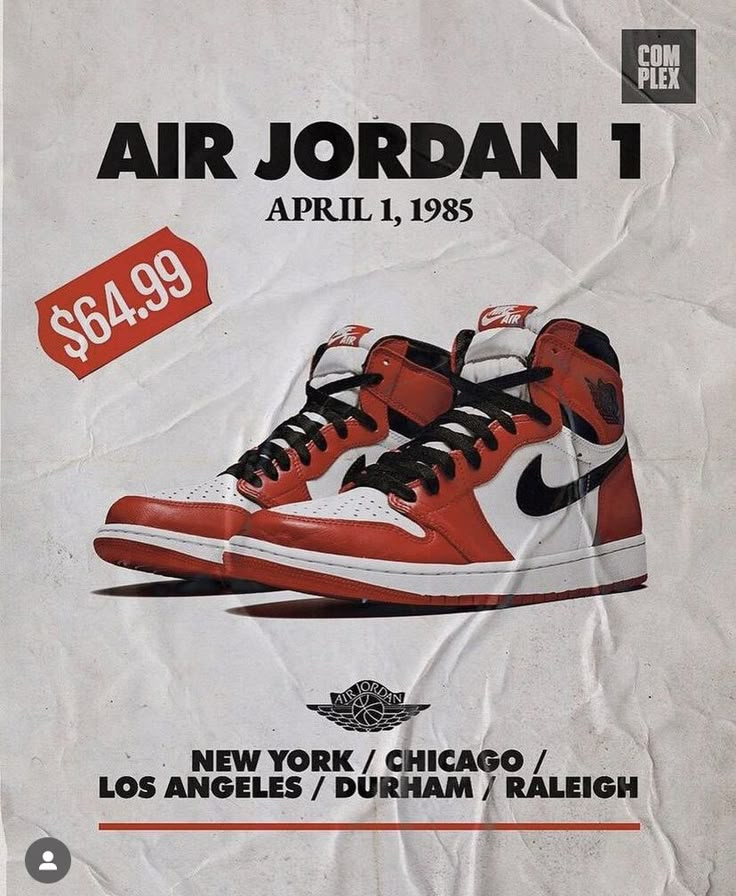 COM
PLEX
AIR JORDAN 1
APRIL 1, 1985
$64.99
NIKE
AIR
NIKE
AIR
AIR JORDAN
NEW YORK / CHICAGO /
LOS ANGELES / DURHAM / RALEIGH